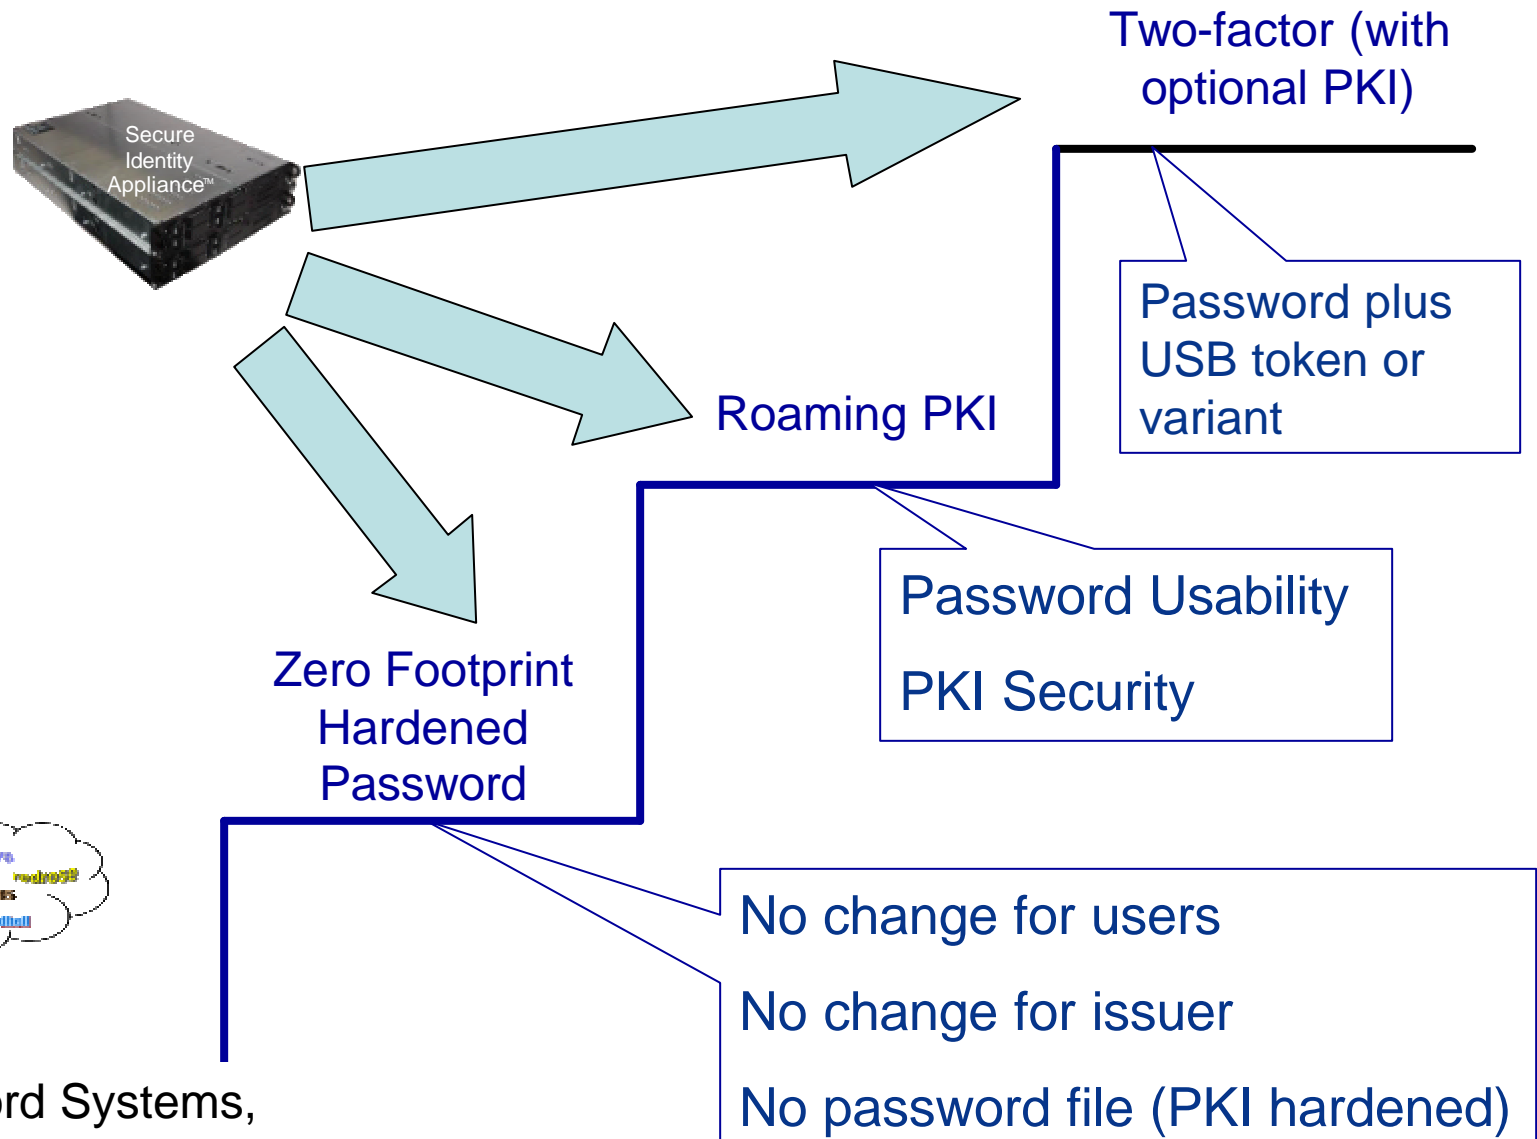 Two-factor (with
optional PKI)
Secure
Identity
Appliance™
Password plus
USB token or
variant
Roaming PKI
Password Usability
PKI Security
Zero Footprint
Hardened
Password
No change for users
No change for issuer
No password file (PKI hardened)
Systems,